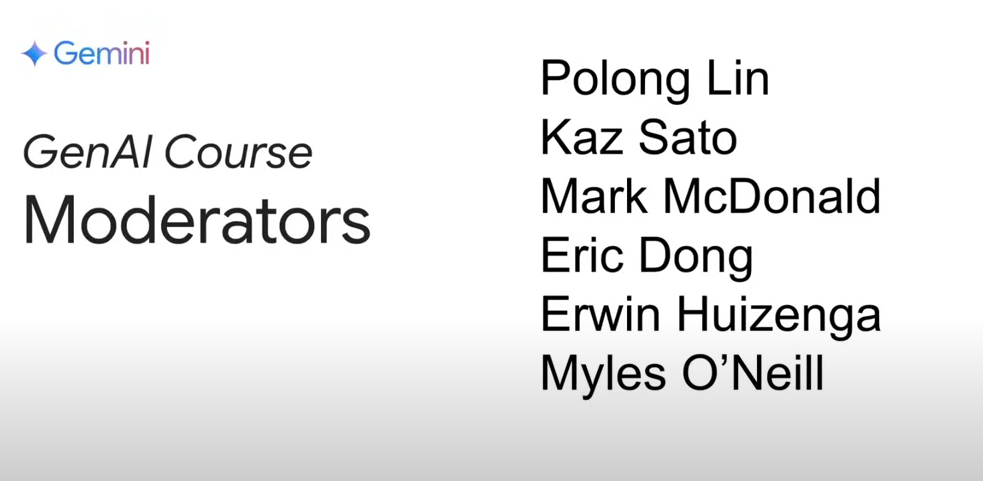 Gemini
GenAI Course
Moderators
Polong Lin
Kaz Sato
Mark McDonald
Eric Dong
Erwin Huizenga
Myles O’Neill